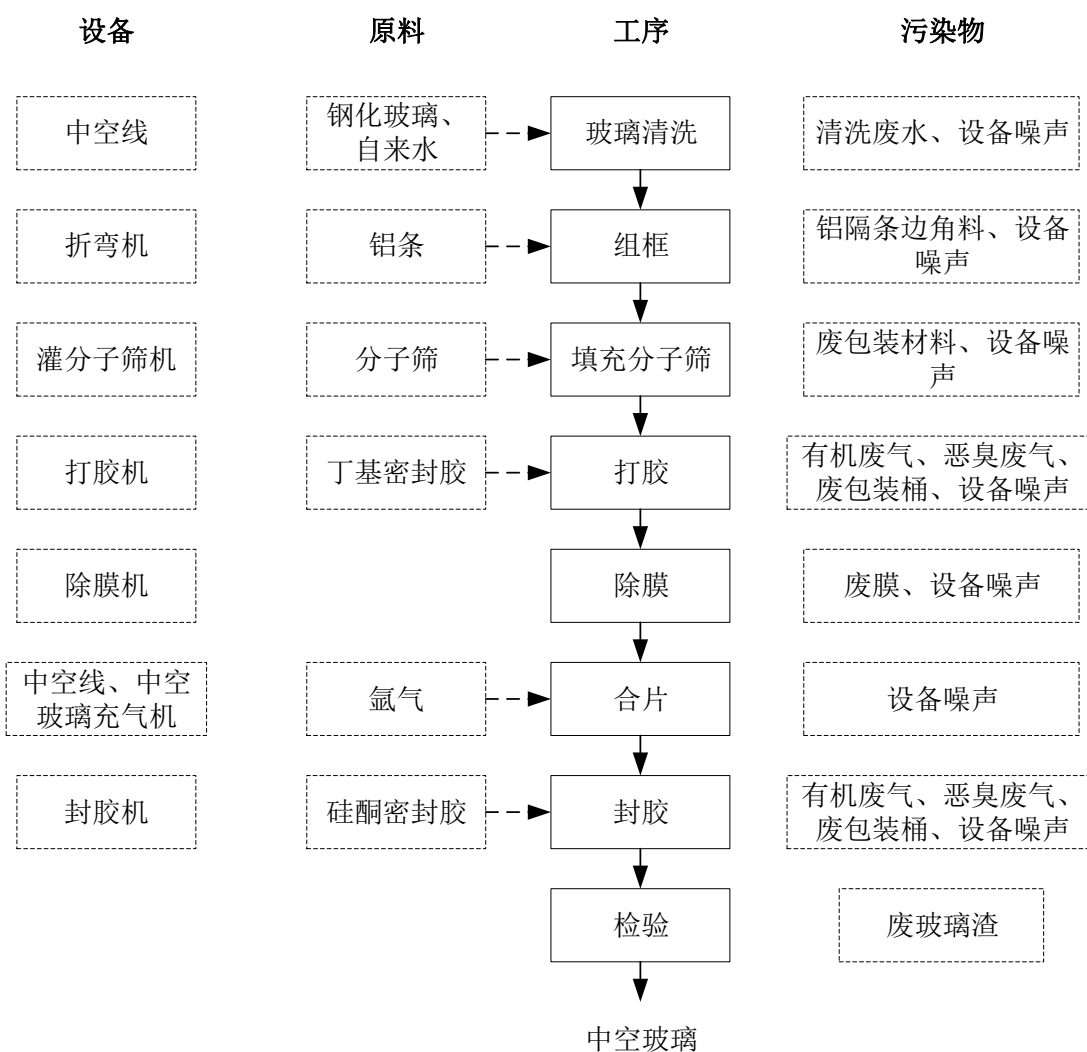 设备 原料 工序 污染物
中空线
钢化玻璃、
自来水
玻璃清洗
清洗废水、设备噪声
折弯机
铝条
组框
铝隔条边角料、设备
噪声
灌分子筛机
分子筛
填充分子筛
废包装材料、设备噪
声
打胶机
丁基密封胶
打胶
有机废气、恶臭废气、
废包装桶、设备噪声
除膜机
除膜
废膜、设备噪声
中空线、中空
玻璃充气机
氩气
合片
设备噪声
封胶机
硅酮密封胶
封胶
有机废气、恶臭废气、
废包装桶、设备噪声
检验
废玻璃渣
中空玻璃